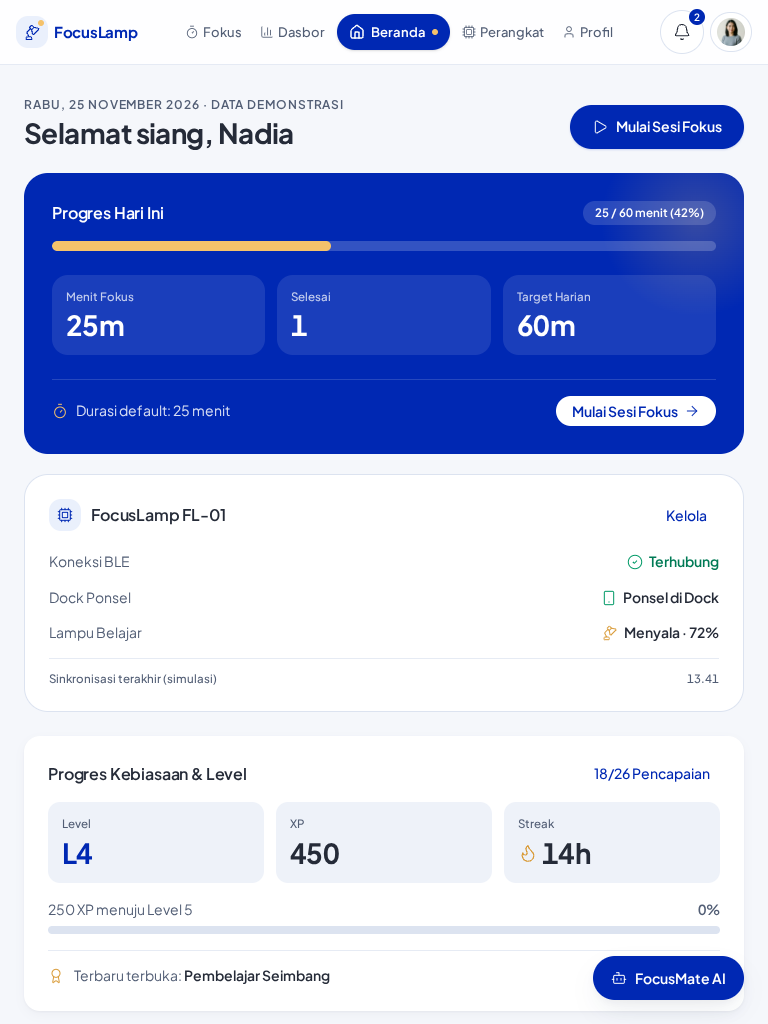 FocusLamp
Fokus
Dasbor
Beranda
Perangkat
Profil
2
RABU, 25 NOVEMBER 2026 · DATA DEMONSTRASI
Selamat siang, Nadia
Mulai Sesi Fokus
Progres Hari Ini
25 / 60 menit (42%)
Menit Fokus
25m
Selesai
1
Target Harian
60m
Durasi default: 25 menit
Mulai Sesi Fokus
FocusLamp FL-01
Kelola
Koneksi BLE
Terhubung
Dock Ponsel
Ponsel di Dock
Lampu Belajar
Menyala · 72%
Sinkronisasi terakhir (simulasi)
13.41
Progres Kebiasaan & Level
18/26 Pencapaian
Level
L4
XP
450
Streak
14h
250 XP menuju Level 5
0%
Terbaru terbuka: Pembelajar Seimbang
FocusMate AI